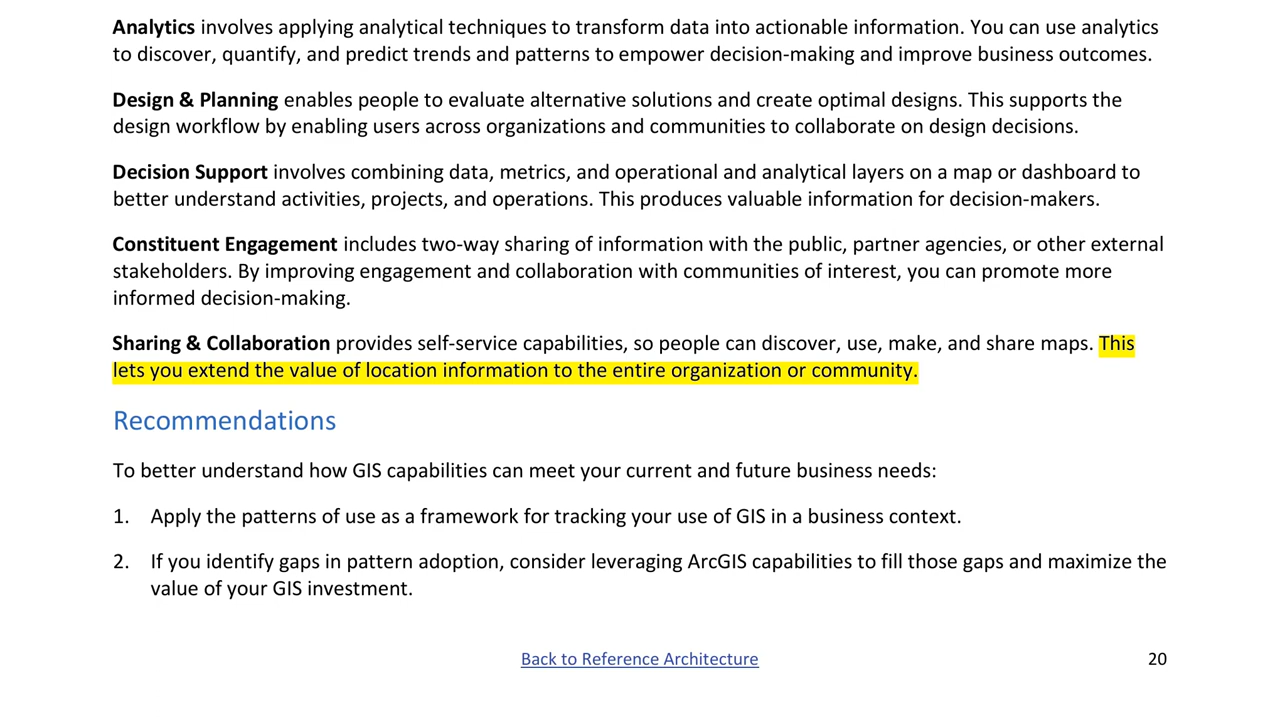 Analytics involves applying analytical techniques to transform data into actionable information. You can use analytics
to discover, quantify, and predict trends and patterns to empower decision-making and improve business outcomes.
Design & Planning enables people to evaluate alternative solutions and create optimal designs. This supports the
design workflow by enabling users across organizations and communities to collaborate on design decisions.
Decision Support involves combining data, metrics, and operational and analytical layers on a map or dashboard to
better understand activities, projects, and operations. This produces valuable information for decision-makers.
Constituent Engagement includes two-way sharing of information with the public, partner agencies, or other external
stakeholders. By improving engagement and collaboration with communities of interest, you can promote more
informed decision-making.
Sharing & Collaboration provides self-service capabilities, so people can discover, use, make, and share maps. This
lets you extend the value of location information to the entire organization or community.
Recommendations
To better understand how GIS capabilities can meet your current and future business needs:
1. Apply the patterns of use as a framework for tracking your use of GIS in a business context.
2. If you identify gaps in pattern adoption, consider leveraging ArcGIS capabilities to fill those gaps and maximize the
value of your GIS investment.
Back to Reference Architecture 20